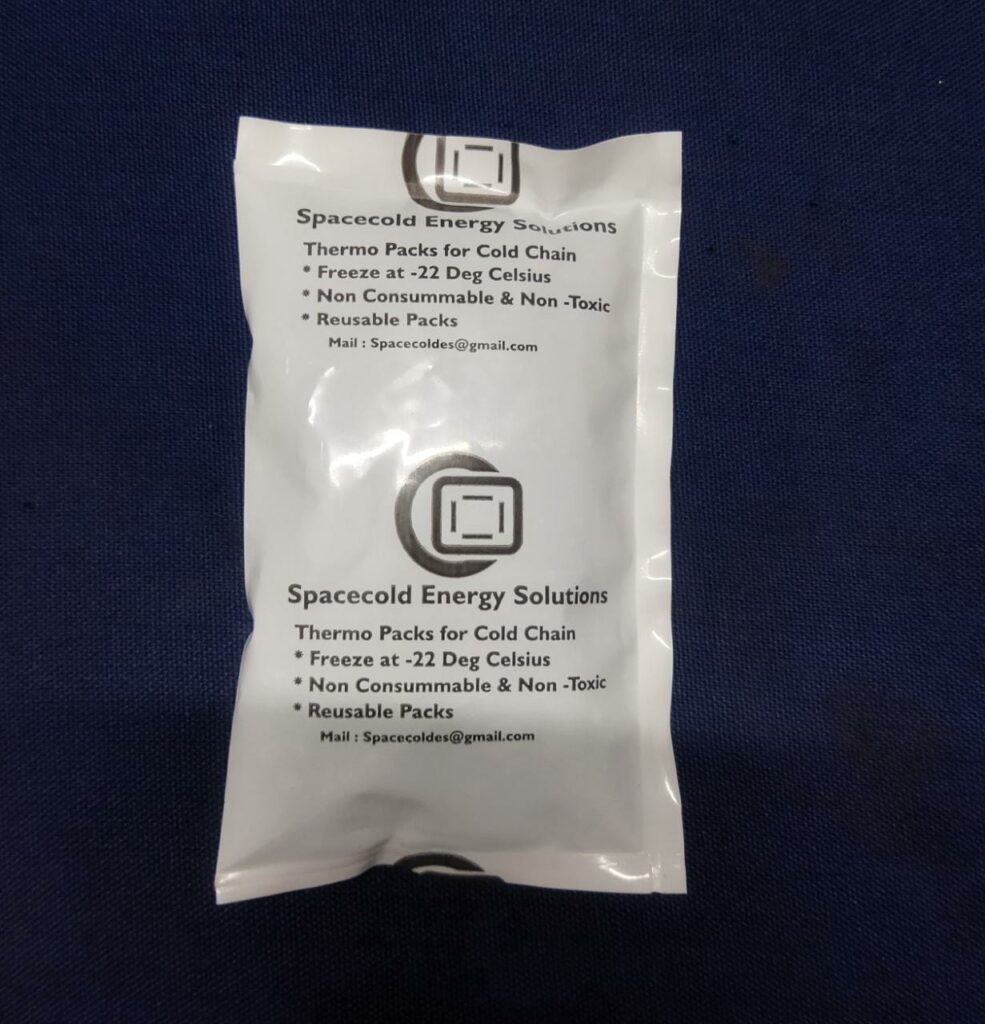 Spacecold Energy Solutions
Thermo Packs for Cold Chain
* Freeze at -22 Deg Celsius
* Non Consummable & Non -Toxic
* Reusable Packs
Mail : Spacecoldes@gmail.com
Spacecold Energy Solutions
Thermo Packs for Cold Chain
* Freeze at -22 Deg Celsius
* Non Consummable & Non -Toxic
* Reusable Packs
Mail : Spacecoldes@gmail.com